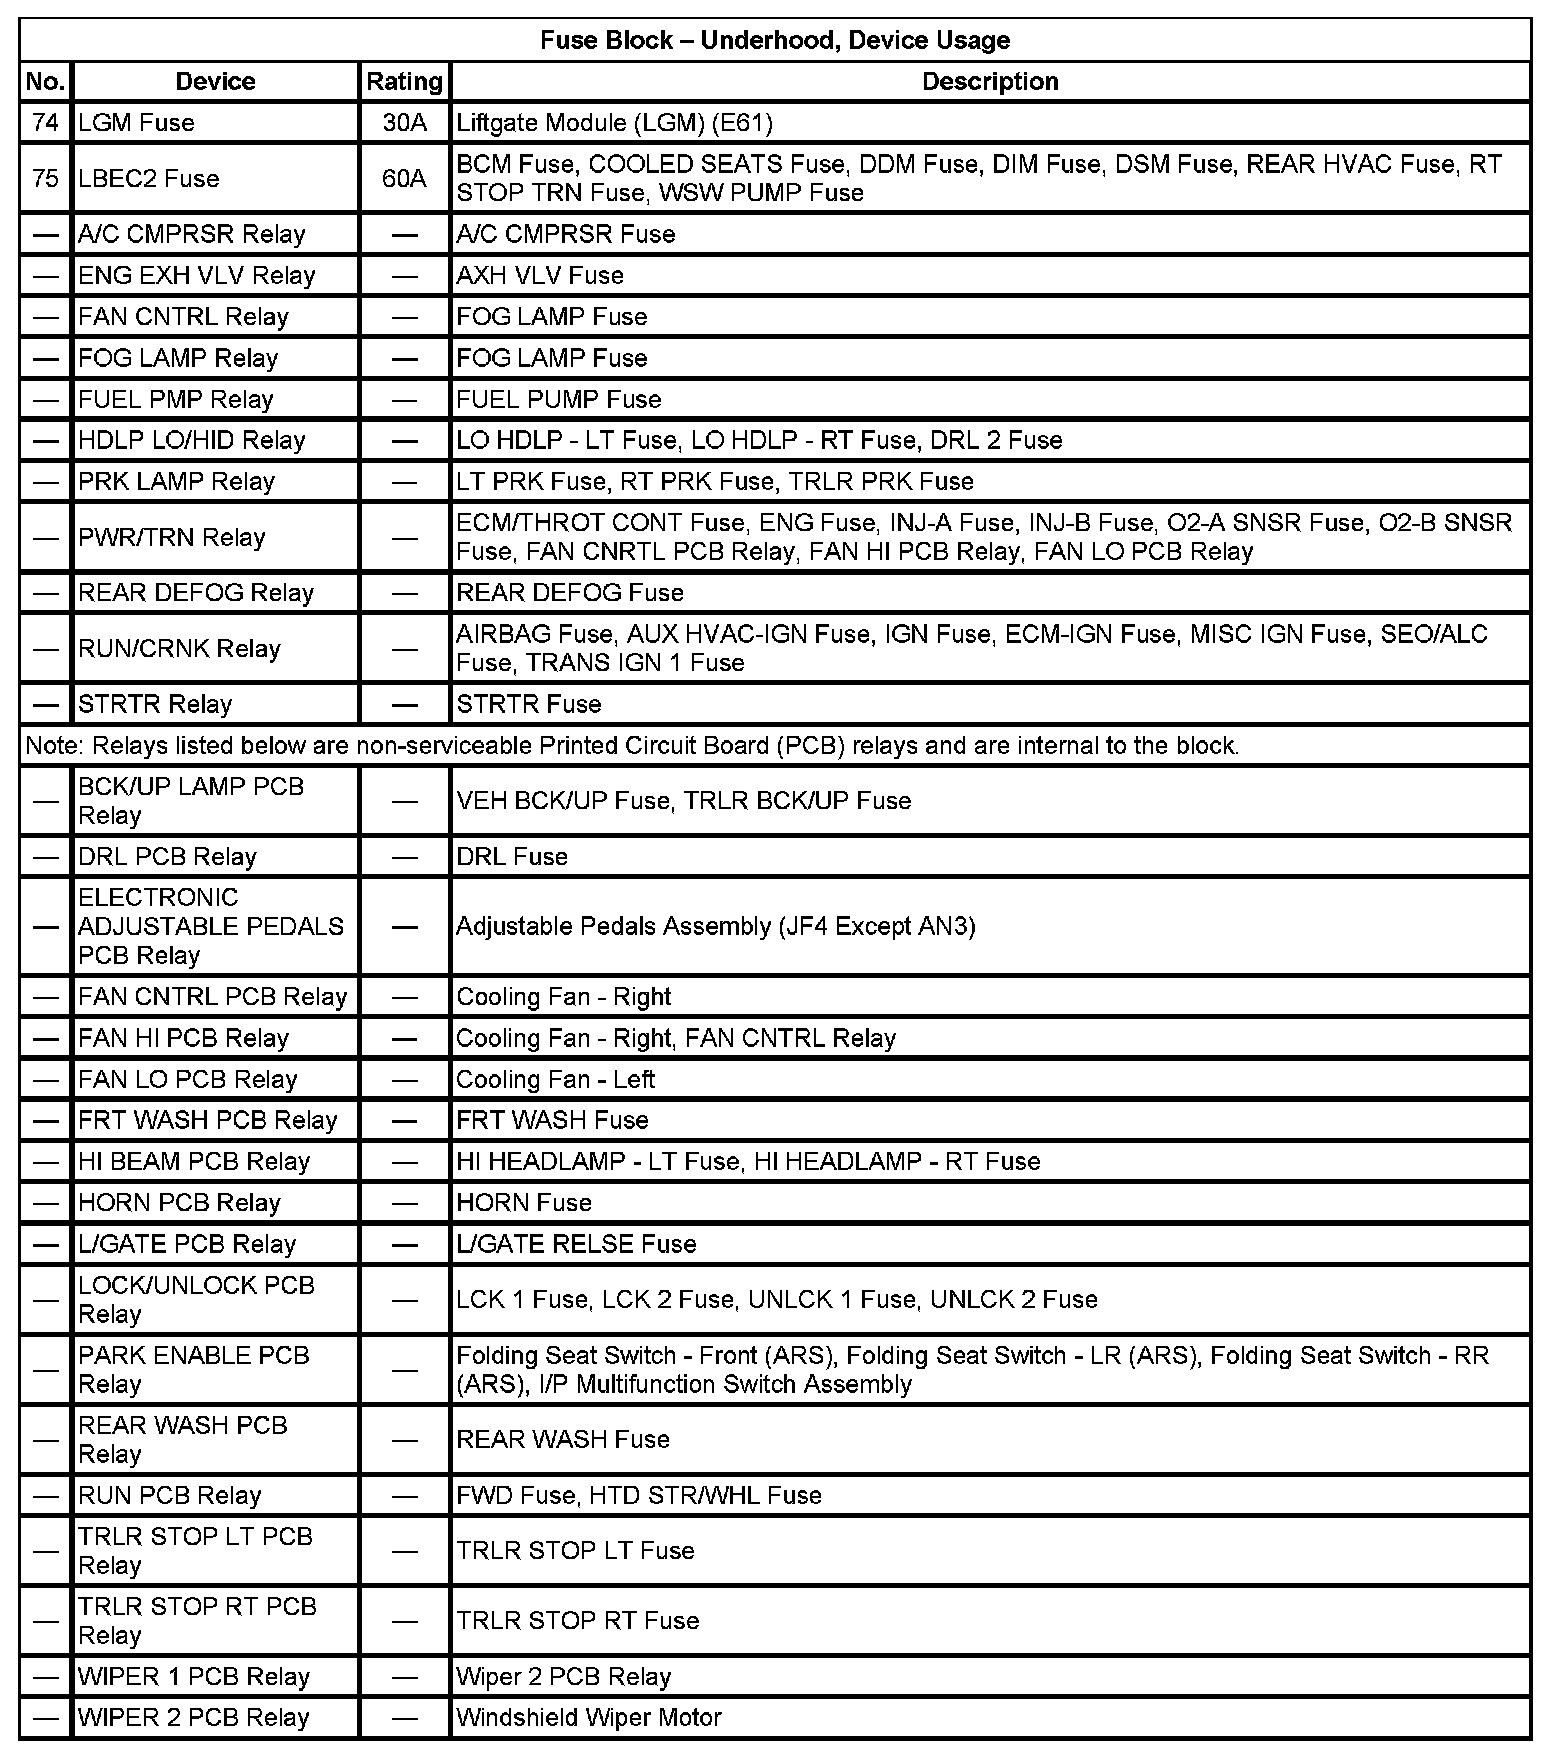 Fuse Block – Underhood, Device Usage
No. Device Rating Description
74 LGM Fuse 30A Liftgate Module (LGM) (E61)
75 LBEC2 Fuse 60A BCM Fuse, COOLED SEATS Fuse, DDM Fuse, DIM Fuse, DSM Fuse, REAR HVAC Fuse, RT
STOP TRN Fuse, WSW PUMP Fuse
— A/C CMPRSR Relay — A/C CMPRSR Fuse
— ENG EXH VLV Relay — AXH VLV Fuse
— FAN CNTRL Relay — FOG LAMP Fuse
— FOG LAMP Relay — FOG LAMP Fuse
— FUEL PMP Relay — FUEL PUMP Fuse
— HDLP LO/HID Relay — LO HDLP - LT Fuse, LO HDLP - RT Fuse, DRL 2 Fuse
— PRK LAMP Relay — LT PRK Fuse, RT PRK Fuse, TRLR PRK Fuse
— PWR/TRN Relay — ECM/THROT CONT Fuse, ENG Fuse, INJ-A Fuse, INJ-B Fuse, O2-A SNSR Fuse, O2-B SNSR
Fuse, FAN CNRTL PCB Relay, FAN HI PCB Relay, FAN LO PCB Relay
— REAR DEFOG Relay — REAR DEFOG Fuse
— RUN/CRNK Relay — AIRBAG Fuse, AUX HVAC-IGN Fuse, IGN Fuse, ECM-IGN Fuse, MISC IGN Fuse, SEO/ALC
Fuse, TRANS IGN 1 Fuse
— STRTR Relay — STRTR Fuse
Note: Relays listed below are non-serviceable Printed Circuit Board (PCB) relays and are internal to the block.
— BCK/UP LAMP PCB
Relay — VEH BCK/UP Fuse, TRLR BCK/UP Fuse
— DRL PCB Relay — DRL Fuse
— ELECTRONIC
ADJUSTABLE PEDALS
PCB Relay — Adjustable Pedals Assembly (JF4 Except AN3)
— FAN CNTRL PCB Relay — Cooling Fan - Right
— FAN HI PCB Relay — Cooling Fan - Right, FAN CNTRL Relay
— FAN LO PCB Relay — Cooling Fan - Left
— FRT WASH PCB Relay — FRT WASH Fuse
— HI BEAM PCB Relay — HI HEADLAMP - LT Fuse, HI HEADLAMP - RT Fuse
— HORN PCB Relay — HORN Fuse
— L/GATE PCB Relay — L/GATE RELSE Fuse
— LOCK/UNLOCK PCB
Relay — LCK 1 Fuse, LCK 2 Fuse, UNLCK 1 Fuse, UNLCK 2 Fuse
— PARK ENABLE PCB
Relay — Folding Seat Switch - Front (ARS), Folding Seat Switch - LR (ARS), Folding Seat Switch - RR
(ARS), I/P Multifunction Switch Assembly
— REAR WASH PCB
Relay — REAR WASH Fuse
— RUN PCB Relay — FWD Fuse, HTD STR/WHL Fuse
— TRLR STOP LT PCB
Relay — TRLR STOP LT Fuse
— TRLR STOP RT PCB
Relay — TRLR STOP RT Fuse
— WIPER 1 PCB Relay — Wiper 2 PCB Relay
— WIPER 2 PCB Relay — Windshield Wiper Motor